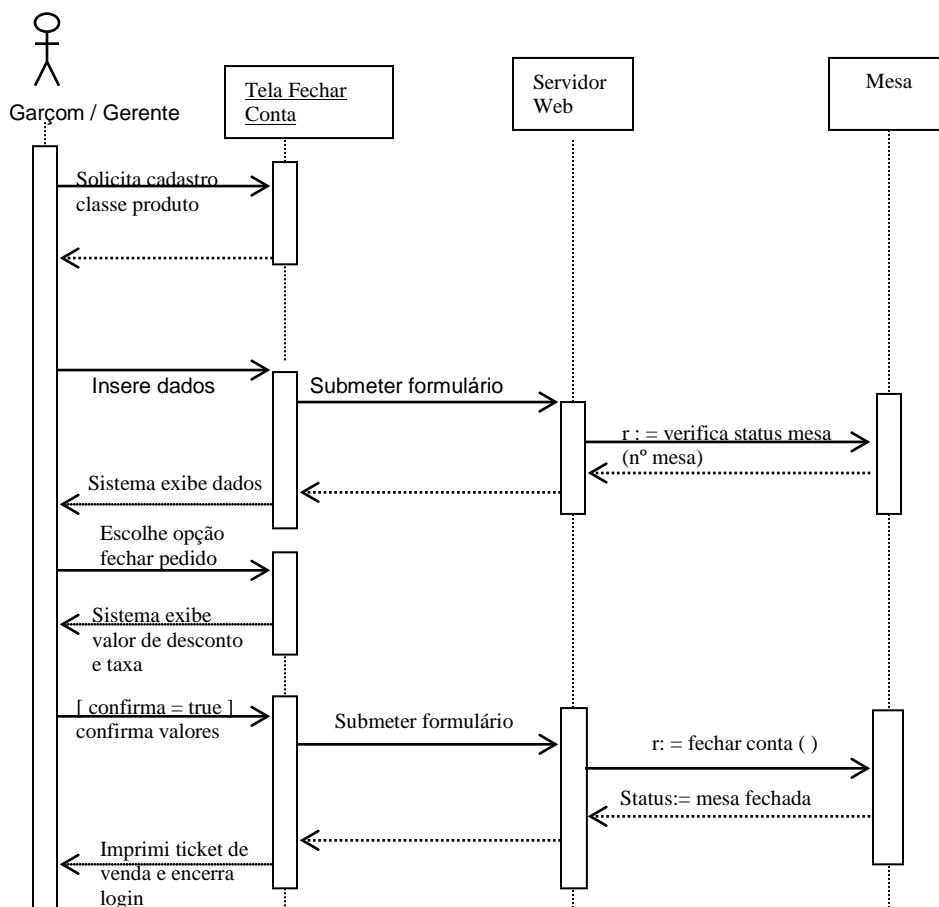 Garçom / Gerente
Tela Fechar
Conta
Servidor
Web
Mesa
Solicita cadastro
classe produto
Insere dados
Submeter formulário
r : = verifica status mesa
(nº mesa)
Sistema exibe dados
Escolhe opção
fechar pedido
Sistema exibe
valor de desconto
e taxa
[ confirma = true ]
confirma valores
Submeter formulário
r: = fechar conta ( )
Status:= mesa fechada
Imprimi ticket de
venda e encerra
login